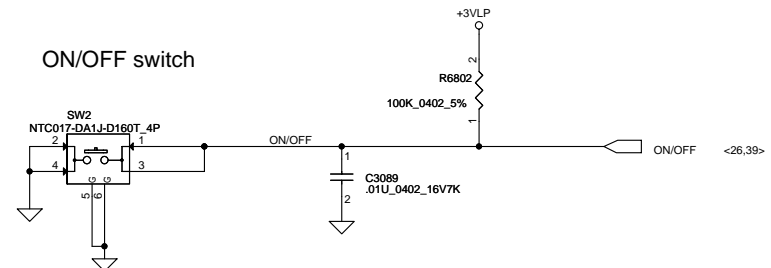 +3VLP
ON/OFF switch
2
R6802
100K_0402_5%
1
SW2
NTC017-DA1J-D160T_4P
2
1
4
3
G
G
5
6
ON/OFF
1
C3089
.01U_0402_16V7K
2
ON/OFF <26,39>